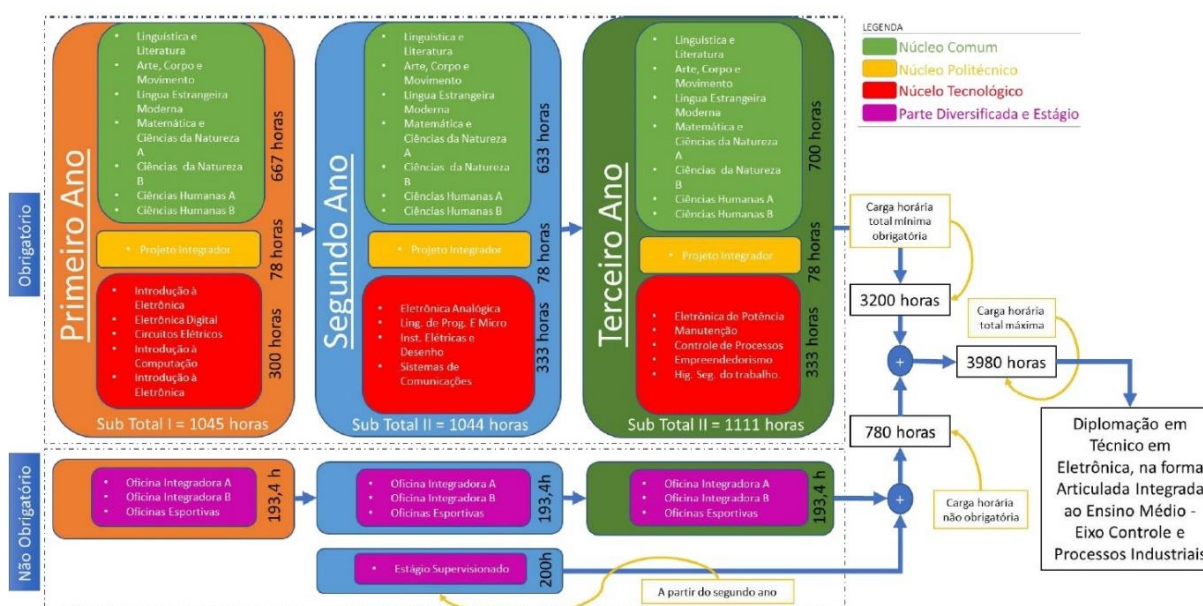 LEGENDA
Núcleo Comum
Núcleo Politécnico
Núcelo Tecnológico
Parte Diversificada e Estágio
Obrigatório
Primeiro Ano
• Linguística e
Literatura
• Arte, Corpo e
Movimento
• Lingua Estrangeira
Moderna
• Matemática e
Ciências da Natureza
A
• Ciências da Natureza
B
• Ciências Humanas A
• Ciências Humanas B
667 horas
• Projeto Integrador
78 horas
• Introdução à
Eletrônica
• Eletrônica Digital
• Circuitos Elétricos
• Introdução à
Computação
• Introdução à
Eletrônica
300 horas
Sub Total I = 1045 horas
Segundo Ano
• Linguística e
Literatura
• Arte, Corpo e
Movimento
• Lingua Estrangeira
Moderna
• Matemática e
Ciências da Natureza
A
• Ciências da Natureza
B
• Ciências Humanas A
• Ciências Humanas B
633 horas
• Projeto Integrador
78 horas
• Eletrônica Analógica
• Ling. de Prog. E Micro
• Inst. Elétricas e
Desenho
• Sistemas de
Comunicações
333 horas
Sub Total II = 1044 horas
Terceiro Ano
• Linguística e
Literatura
• Arte, Corpo e
Movimento
• Lingua Estrangeira
Moderna
• Matemática e
Ciências da Natureza
A
• Ciências da Natureza
B
• Ciências Humanas A
• Ciências Humanas B
700 horas
• Projeto Integrador
78 horas
• Eletrônica de Potência
• Manutenção
• Controle de Processos
• Empreendedorismo
• Hig. Seg. do trabalho.
333 horas
Sub Total II = 1111 horas
Carga horária
total mínima
obrigatória
3200 horas
Carga horária
total máxima
+
3980 horas
780 horas
+
Carga horária
não obrigatória
Diplomação em
Técnico em
Eletrônica, na forma
Articulada Integrada
ao Ensino Médio -
Eixo Controle e
Processos Industriais
Não Obrigatório
• Oficina Integradora A
• Oficina Integradora B
• Oficinas Esportivas
193,4 h
• Oficina Integradora A
• Oficina Integradora B
• Oficinas Esportivas
193,4h
• Oficina Integradora A
• Oficina Integradora B
• Oficinas Esportivas
193,4 h
• Estágio Supervisionado
200h
A partir do segundo ano